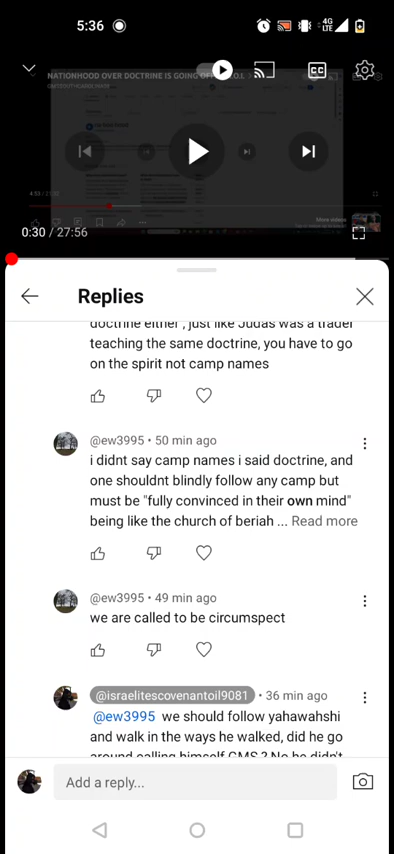 5:36
4G
LTE
NATIONHOOD OVER DOCTRINE IS GOING OFF
CC
0:30 / 27:56
Replies
doctrine either , just like Judas was a trader
teaching the same doctrine, you have to go
on the spirit not camp names
@ew3995 • 50 min ago
i didnt say camp names i said doctrine, and
one shouldnt blindly follow any camp but
must be "fully convinced in their own mind"
being like the church of beriah ... Read more
@ew3995 • 49 min ago
we are called to be circumspect
@israelitescovenantoil9081 • 36 min ago
@ew3995 we should follow yahawashi
and walk in the ways he walked, did he go
around calling himself GMS ? No he didn't
Add a reply...